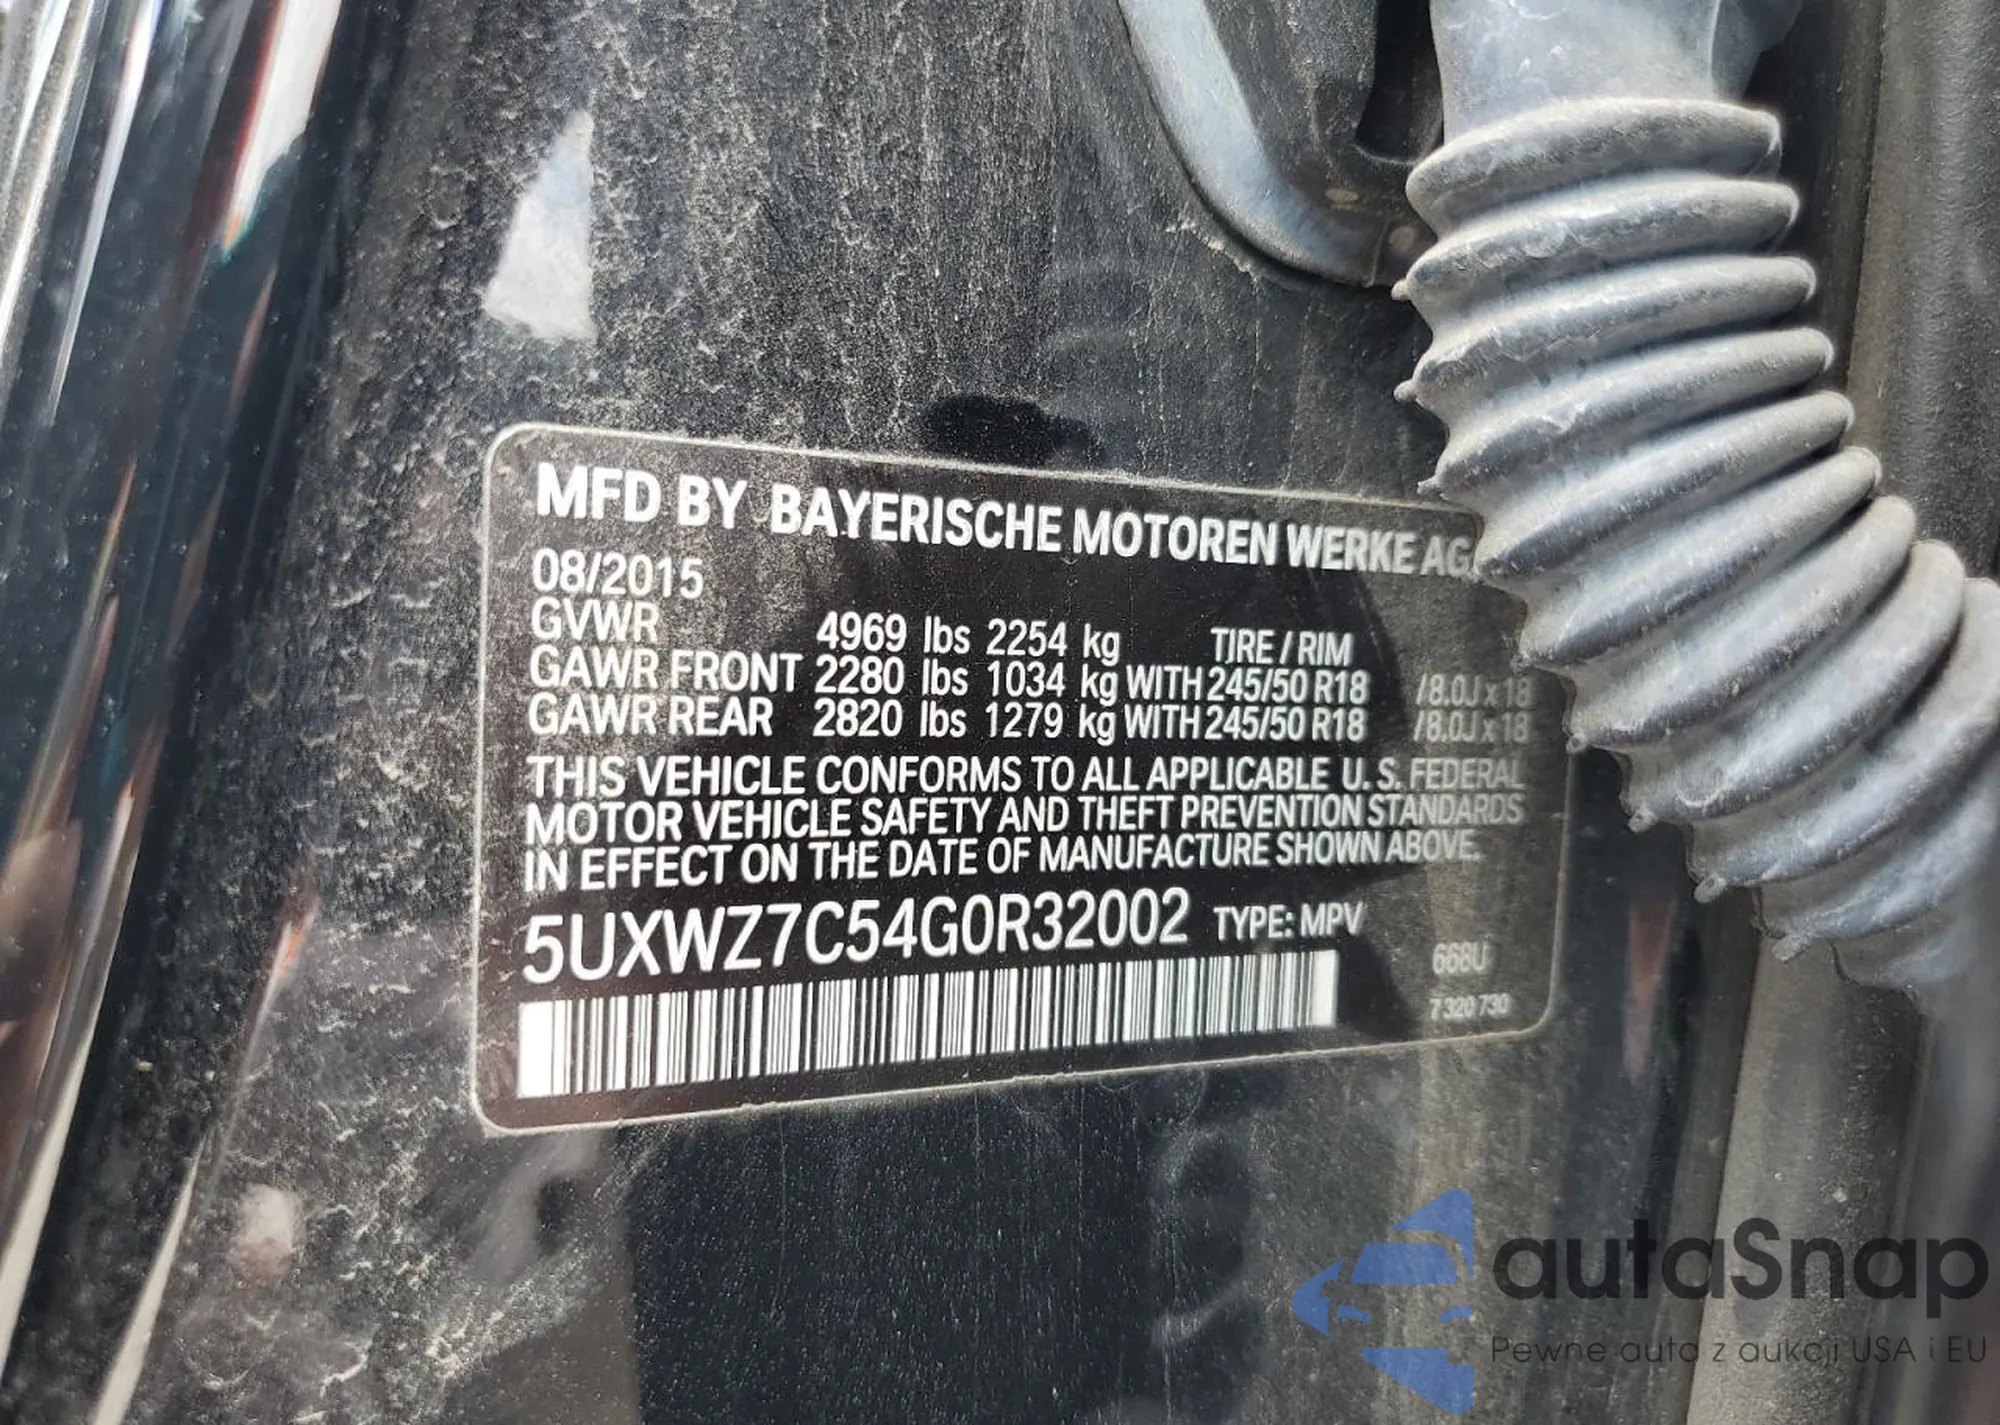 MFD BY BAYERISCHE MOTOREN WERKE AG.
08/2015
GVWR 4969 lbs 2254 kg TIRE / RIM
GAWR FRONT 2280 lbs 1034 kg WITH 245/50 R18 /8.0J x 18
GAWR REAR 2820 lbs 1279 kg WITH 245/50 R18 /8.0J x 18
THIS VEHICLE CONFORMS TO ALL APPLICABLE U. S. FEDERAL
MOTOR VEHICLE SAFETY AND THEFT PREVENTION STANDARDS
IN EFFECT ON THE DATE OF MANUFACTURE SHOWN ABOVE.
5UXWZ7C54G0R32002 TYPE: MPV
668U
7 320 730
autaSnap
Pewne auto z aukcji USA i EU